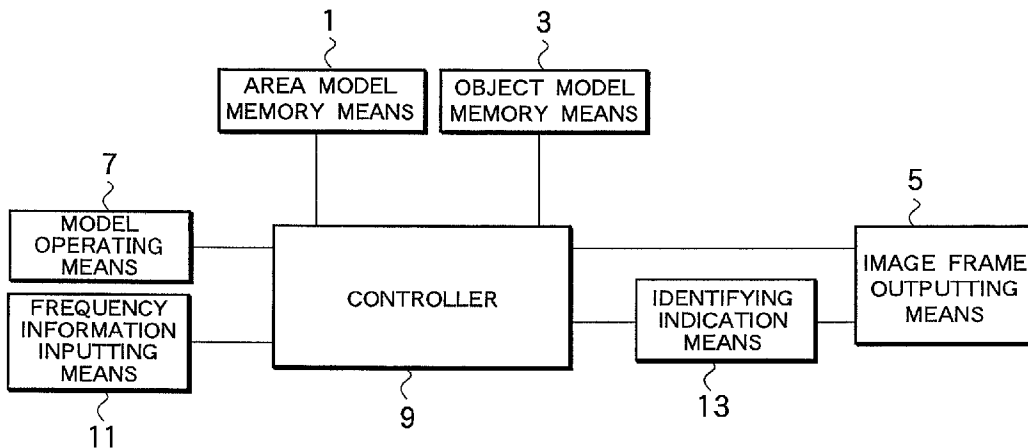 1
3
AREA MODEL
MEMORY MEANS
OBJECT MODEL
MEMORY MEANS
7
MODEL
OPERATING
MEANS
5
CONTROLLER
IMAGE FRAME
OUTPUTTING
MEANS
FREQUENCY
INFORMATION
INPUTTING
MEANS
IDENTIFYING
INDICATION
MEANS
11
9
13